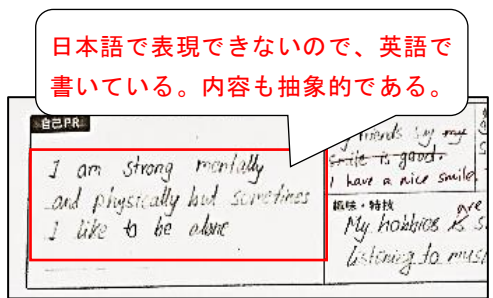 日本語で表現できないので、英語で
書いている。内容も抽象的である。
自己PR
I am strong mentally
and physically but sometimes
I like to be alone
My friends say my
smile is good.
I have a nice smile.
趣味・特技
are
My hobbies is s
listening to musi